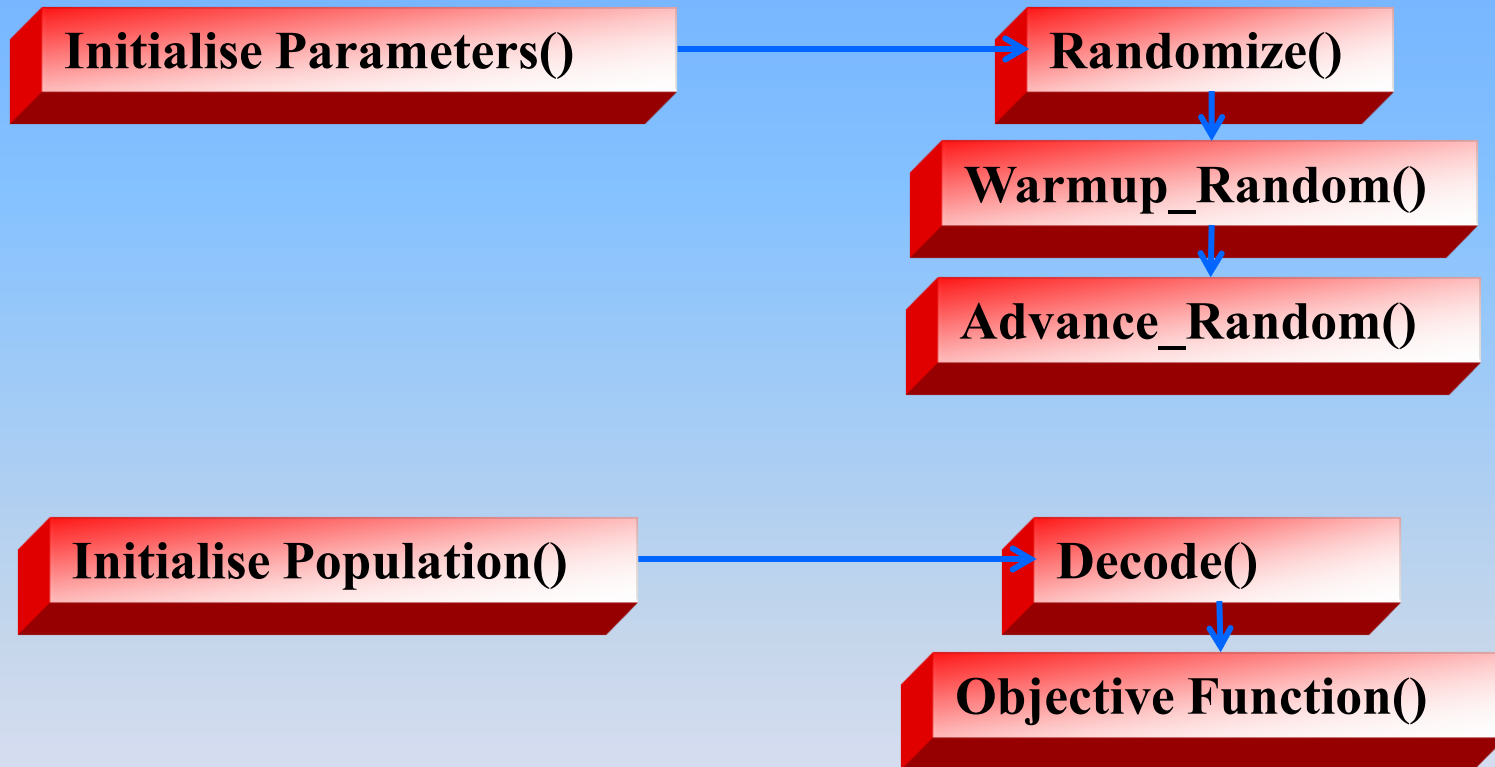 Initialise Parameters()
Randomize()
Warmup_Random()
Advance_Random()
Initialise Population()
Decode()
Objective Function()